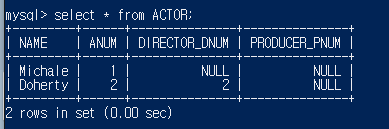 mysql> select * from ACTOR;
+---------+------+---------------+---------------+
| NAME    | ANUM | DIRECTOR_DNUM | PRODUCER_PNUM |
+---------+------+---------------+---------------+
| Michale |    1 |          NULL |          NULL |
| Doherty |    2 |             2 |          NULL |
+---------+------+---------------+---------------+
2 rows in set (0.00 sec)